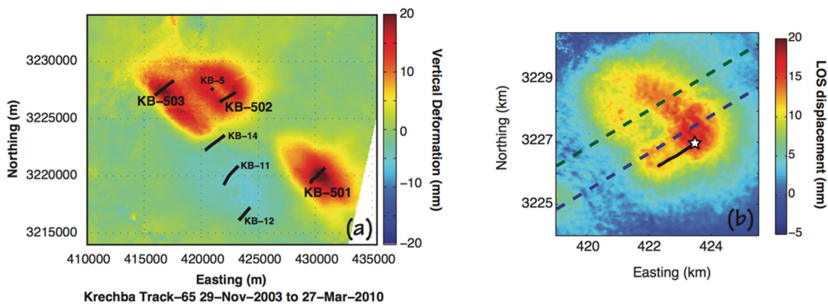 Northing (m)
3230000
3225000
3220000
3215000
410000 415000 420000 425000 430000 435000
Easting (m)
Krechba Track–65 29–Nov–2003 to 27–Mar–2010
KB–5
KB–503
KB–502
KB–14
KB–11
KB–501
KB–12
(a)
20
10
0
−10
−20
Vertical Deformation (mm)
Northing (km)
3229
3227
3225
420 422 424
Easting (km)
(b)
20
15
10
5
0
−5
LOS displacement (mm)